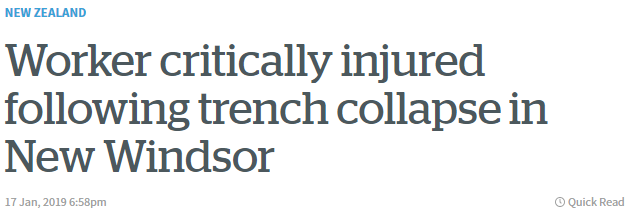 NEW ZEALAND
Worker critically injured
following trench collapse in
New Windsor
17 Jan, 2019 6:58pm
Quick Read